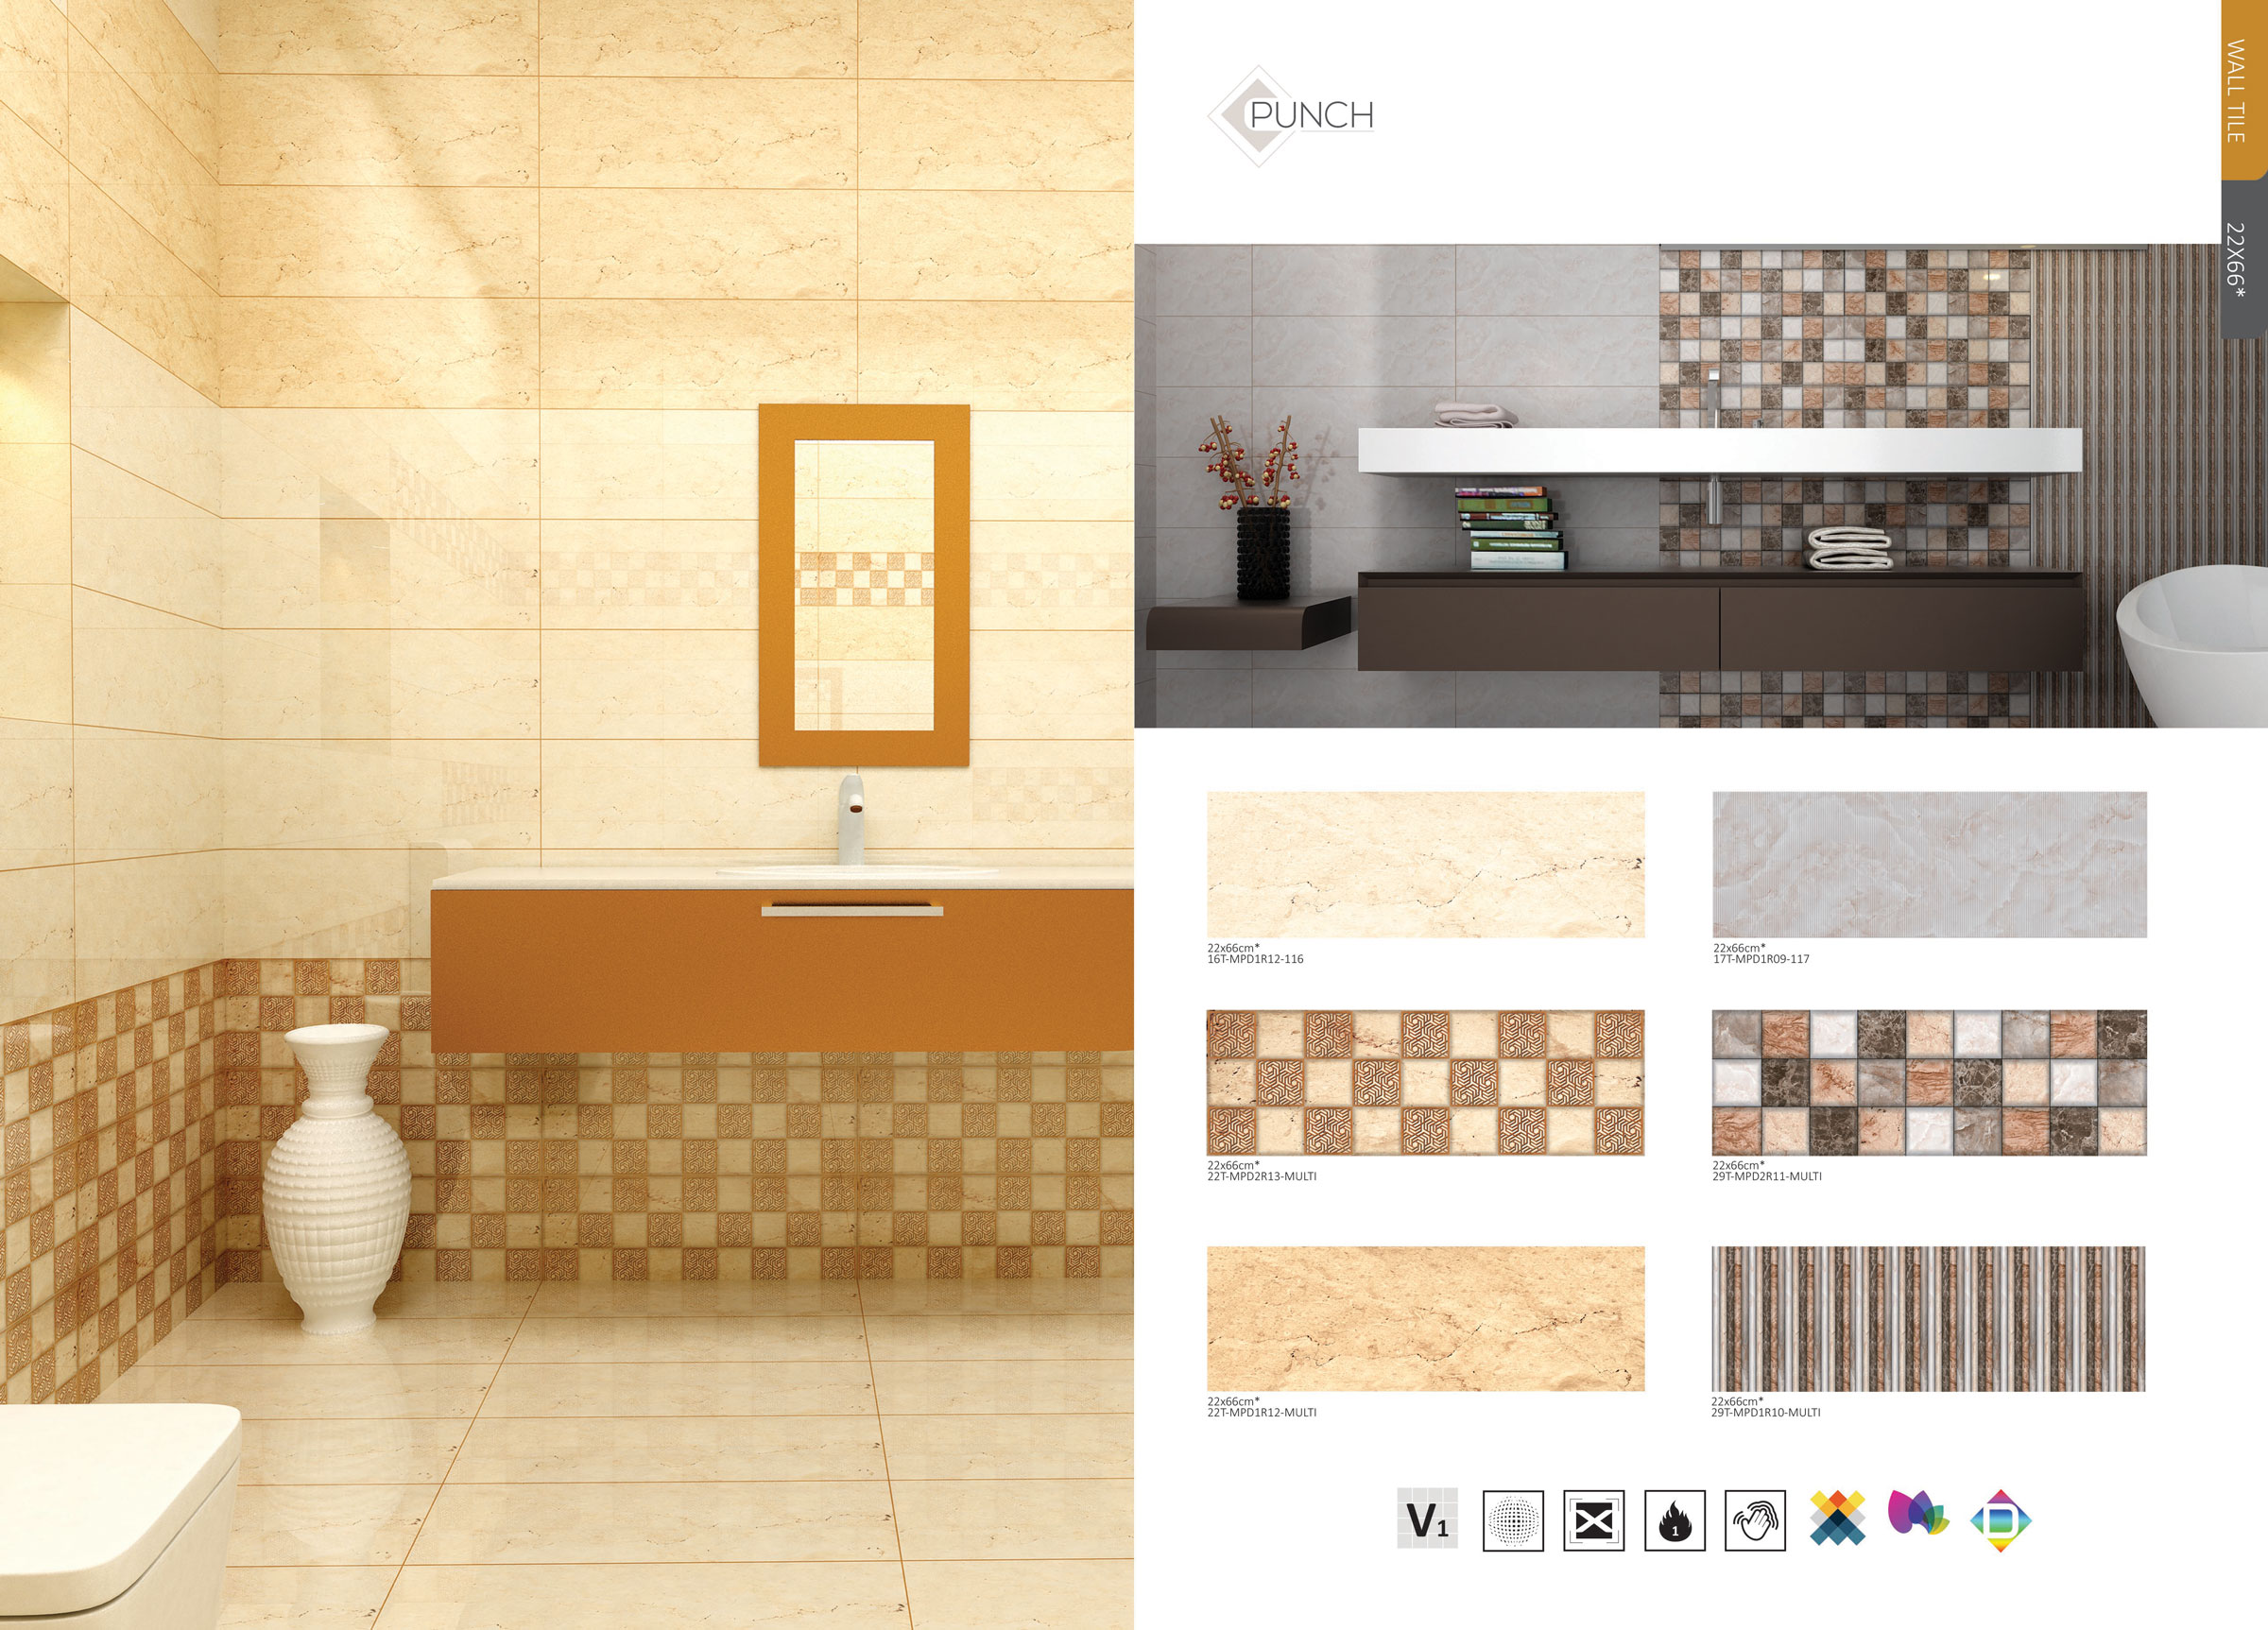 PUNCH
WALL TILE
22X66*
22x66cm*
16T-MPD1R12-116
22x66cm*
17T-MPD1R09-117
22x66cm*
22T-MPD2R13-MULTI
22x66cm*
29T-MPD2R11-MULTI
22x66cm*
22T-MPD1R12-MULTI
22x66cm*
29T-MPD1R10-MULTI
V1
1
D